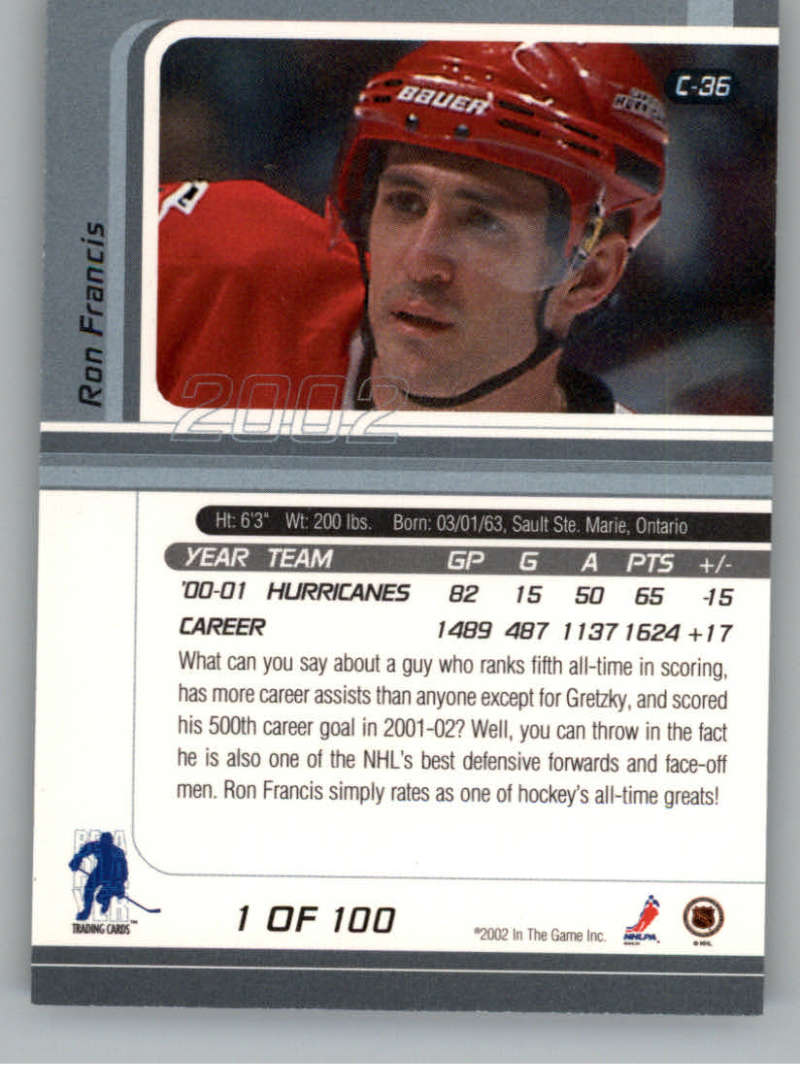 C-36
BAUER
Ron Francis
2002
Ht: 6'3" Wt: 200 lbs. Born: 03/01/63, Sault Ste. Marie, Ontario
YEAR TEAM GP G A PTS +/-
'00-01 HURRICANES 82 15 50 65 -15
CAREER 1489 487 1137 1624 +17
What can you say about a guy who ranks fifth all-time in scoring,
has more career assists than anyone except for Gretzky, and scored
his 500th career goal in 2001-02? Well, you can throw in the fact
he is also one of the NHL's best defensive forwards and face-off
men. Ron Francis simply rates as one of hockey's all-time greats!
TRADING CARDS™
1 OF 100
©2002 In The Game Inc.
NHLPA
© NHL